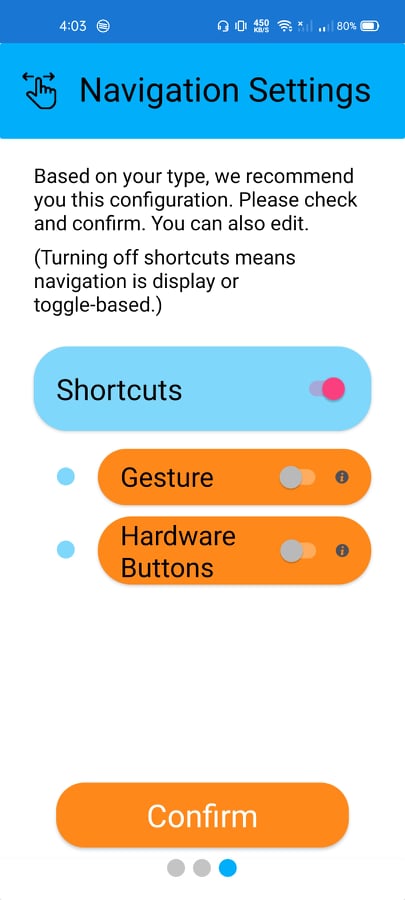 4:03
450
KB/S
80%
Navigation Settings
Based on your type, we recommend
you this configuration. Please check
and confirm. You can also edit.
(Turning off shortcuts means
navigation is display or
toggle-based.)
Shortcuts
Gesture
Hardware
Buttons
Confirm